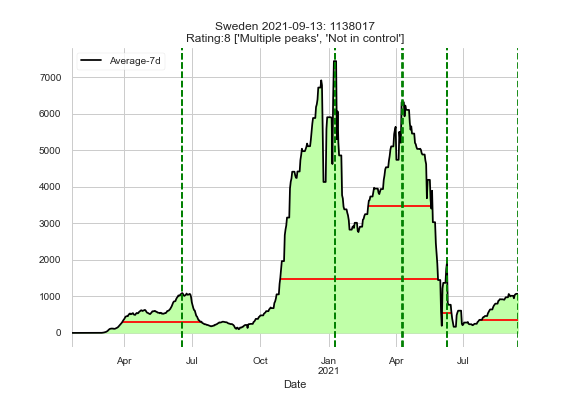 Sweden 2021-09-13: 1138017
Rating:8 ['Multiple peaks', 'Not in control']
Average-7d
7000
6000
5000
4000
3000
2000
1000
0
Apr Jul Oct Jan Apr Jul
2021
Date